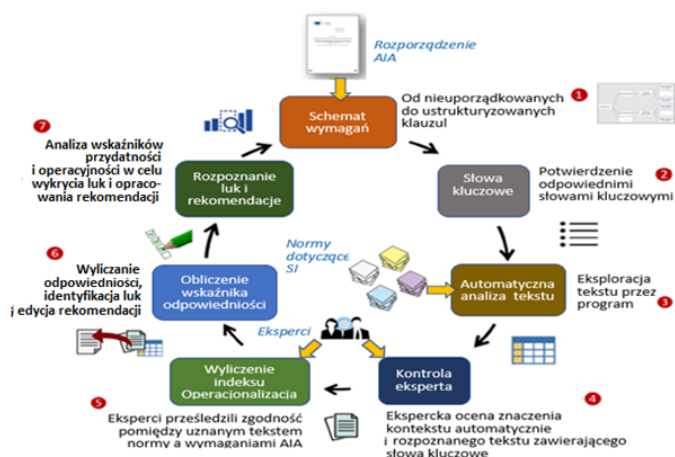 Rozporządzenie
AIA
Schemat
wymagań
1
Od nieuporządkowanych
do ustrukturyzowanych
klauzul
Słowa
kluczowe
2
Potwierdzenie
odpowiednimi
słowami kluczowymi
Normy
dotyczące
SI
Automatyczna
analiza tekstu
Eksploracja
tekstu przez
program
3
Eksperci
Kontrola
eksperta
4
Ekspercka ocena znaczenia
kontekstu automatycznie
i rozpoznanego tekstu zawierającego
słowa kluczowe
Wyliczenie
indeksu
Operacjonalizacja
5
Eksperci prześledzili zgodność
pomiędzy uznanym tekstem
normy a wymaganiami AIA
Obliczenie
wskaźnika
odpowiedniości
6
Wyliczanie
odpowiedniości,
identyfikacja luk
i edycja rekomendacji
Rozpoznanie
luk i
rekomendacje
7
Analiza wskaźników
przydatności
i operacyjności w celu
wykrycia luk i opraco-
wania rekomendacji